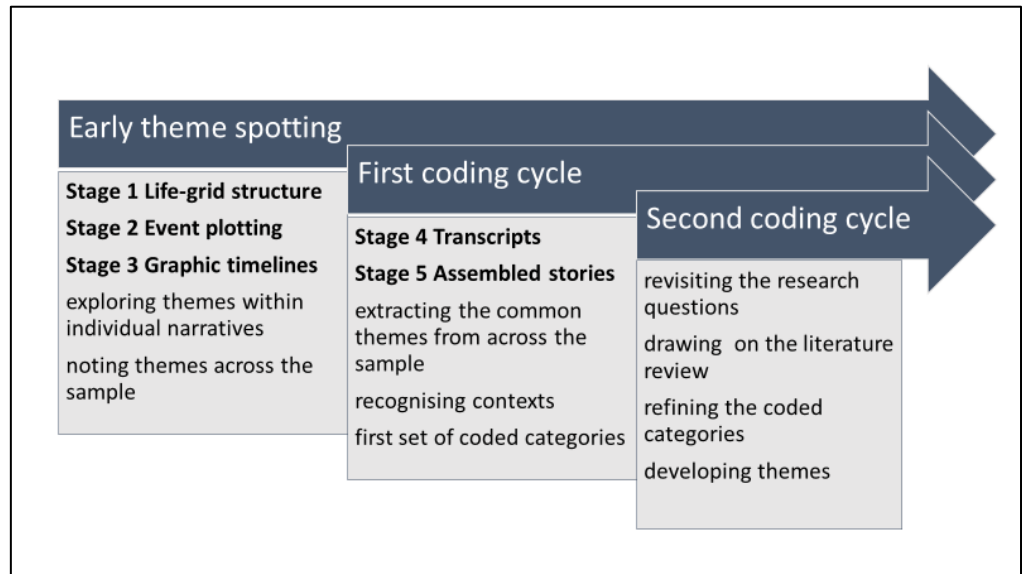 Early theme spotting
Stage 1 Life-grid structure
Stage 2 Event plotting
Stage 3 Graphic timelines
exploring themes within
individual narratives
noting themes across the
sample
First coding cycle
Stage 4 Transcripts
Stage 5 Assembled stories
extracting the common
themes from across the
sample
recognising contexts
first set of coded categories
Second coding cycle
revisiting the research
questions
drawing  on the literature
review
refining the coded
categories
developing themes